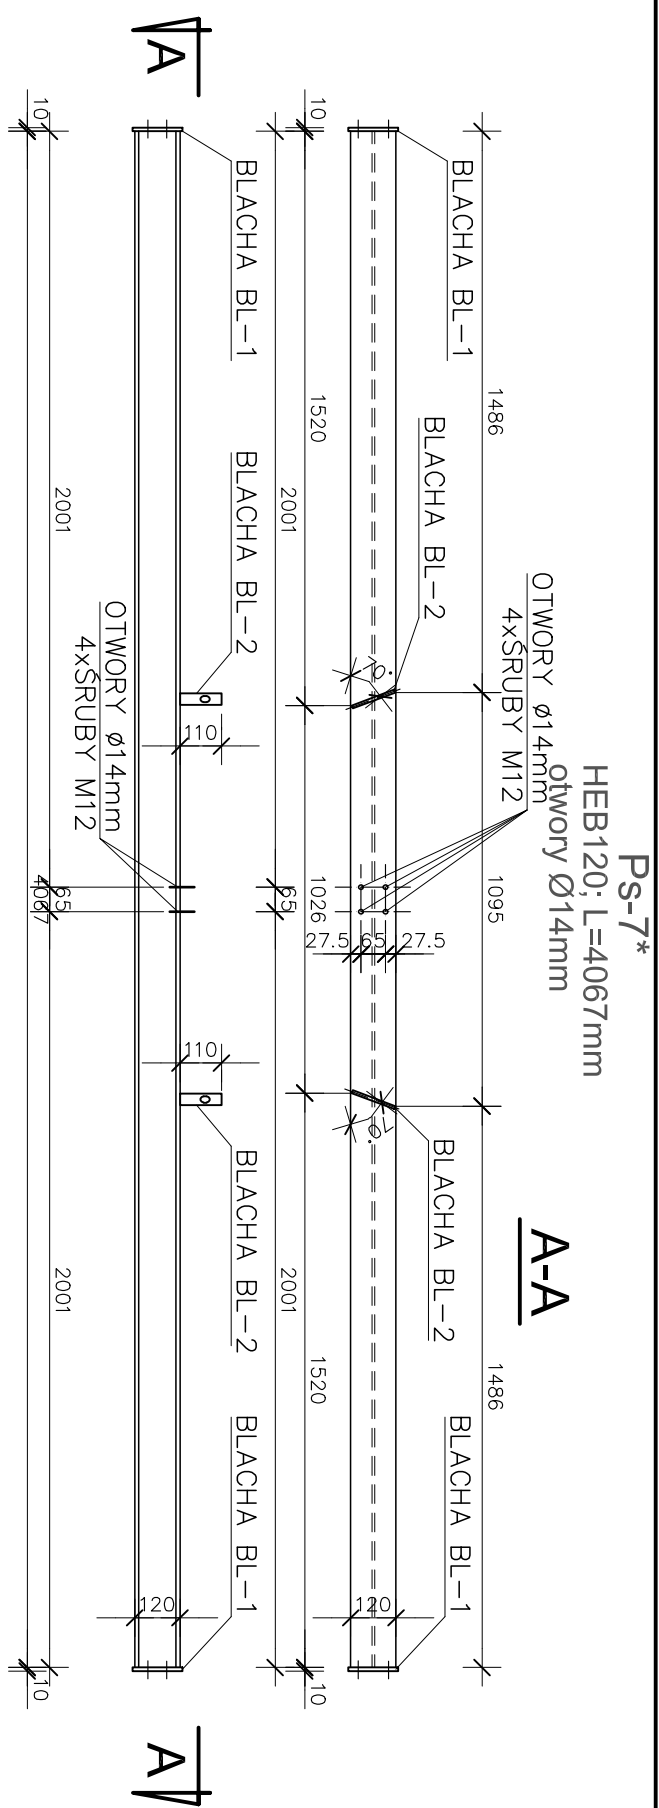 Ps-7*
HEB120; L=4067mm
otwory Ø14mm
A-A
OTWORY ø14mm
4xŚRUBY M12
1486
1095
1486
BLACHA BL-1
BLACHA BL-2
BLACHA BL-2
BLACHA BL-1
70°
70°
27.5
65
27.5
120
10
1520
1026
1520
10
2001
65
2001
BLACHA BL-1
BLACHA BL-2
BLACHA BL-2
BLACHA BL-1
110
110
120
A
A
OTWORY ø14mm
4xŚRUBY M12
2001
65
2001
10
4067
10